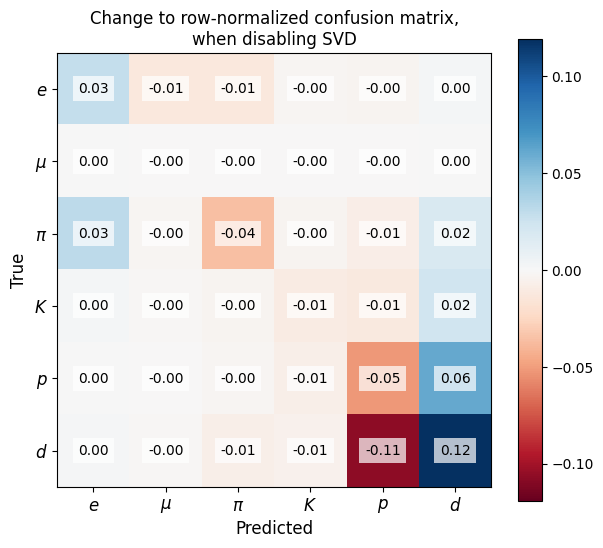 Change to row-normalized confusion matrix,
when disabling SVD
e 0.03 -0.01 -0.01 -0.00 -0.00 0.00
μ 0.00 -0.00 -0.00 -0.00 -0.00 0.00
π 0.03 -0.00 -0.04 -0.00 -0.01 0.02
K 0.00 -0.00 -0.00 -0.01 -0.01 0.02
p 0.00 -0.00 -0.00 -0.01 -0.05 0.06
d 0.00 -0.00 -0.01 -0.01 -0.11 0.12
e μ π K p d
Predicted
True
0.10
0.05
0.00
−0.05
−0.10